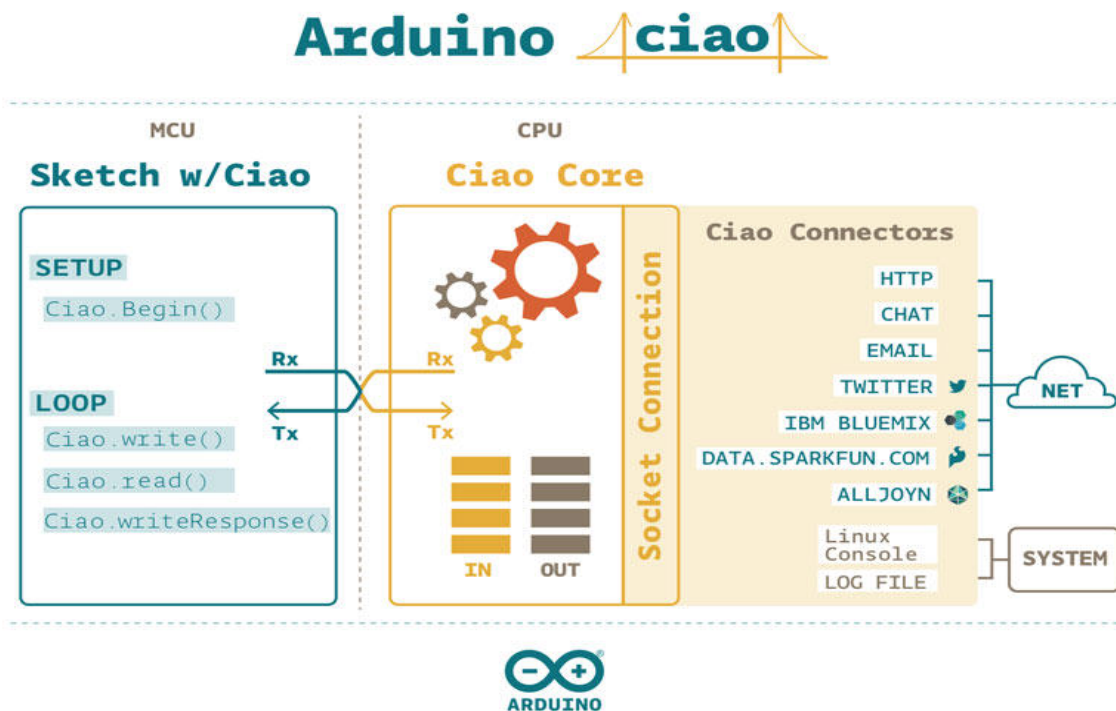 Arduino ciao
MCU
CPU
Sketch w/Ciao
Ciao Core
SETUP
Ciao.Begin()
LOOP
Ciao.write()
Ciao.read()
Ciao.writeResponse()
Rx
Tx
Rx
Tx
IN
OUT
Socket Connection
Ciao Connectors
HTTP
CHAT
EMAIL
TWITTER
IBM BLUEMIX
DATA.SPARKFUN.COM
ALLJOYN
NET
Linux
Console
LOG FILE
SYSTEM
ARDUINO